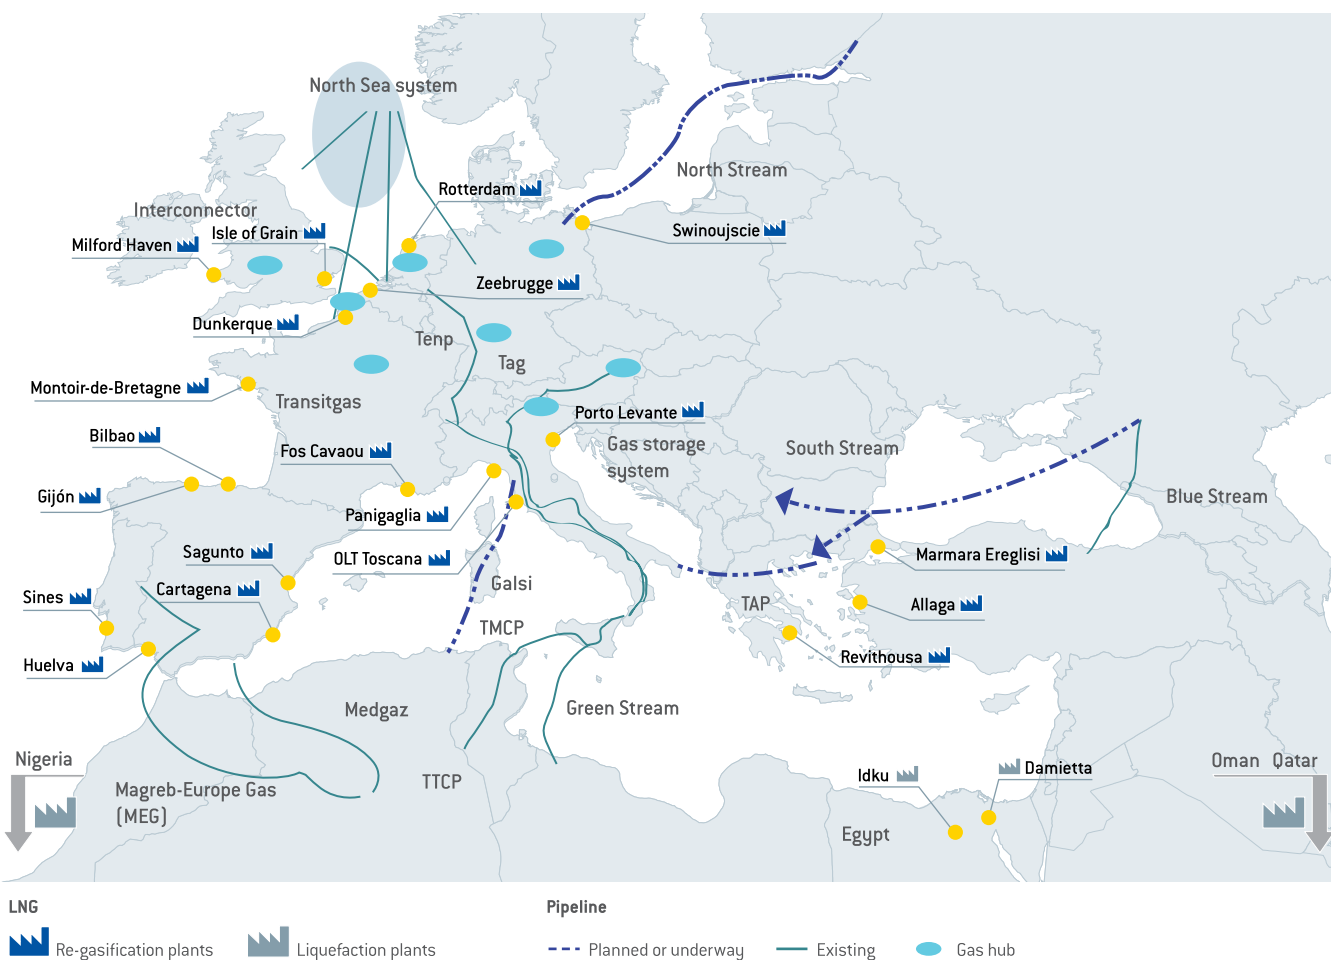 North Sea system
Rotterdam
North Stream
Interconnector
Isle of Grain
Milford Haven
Swinoujscie
Zeebrugge
Dunkerque
Tenp
Tag
Montoir-de-Bretagne
Transitgas
Porto Levante
Bilbao
Fos Cavaou
Gas storage
system
South Stream
Gijón
Panigaglia
Blue Stream
Sagunto
OLT Toscana
Marmara Ereglisi
Cartagena
Galsi
Sines
TAP
Allaga
TMCP
Huelva
Revithousa
Medgaz
Green Stream
Nigeria
Oman Qatar
Magreb-Europe Gas
(MEG)
TTCP
Idku
Damietta
Egypt
LNG
Pipeline
Re-gasification plants
Liquefaction plants
Planned or underway
Existing
Gas hub